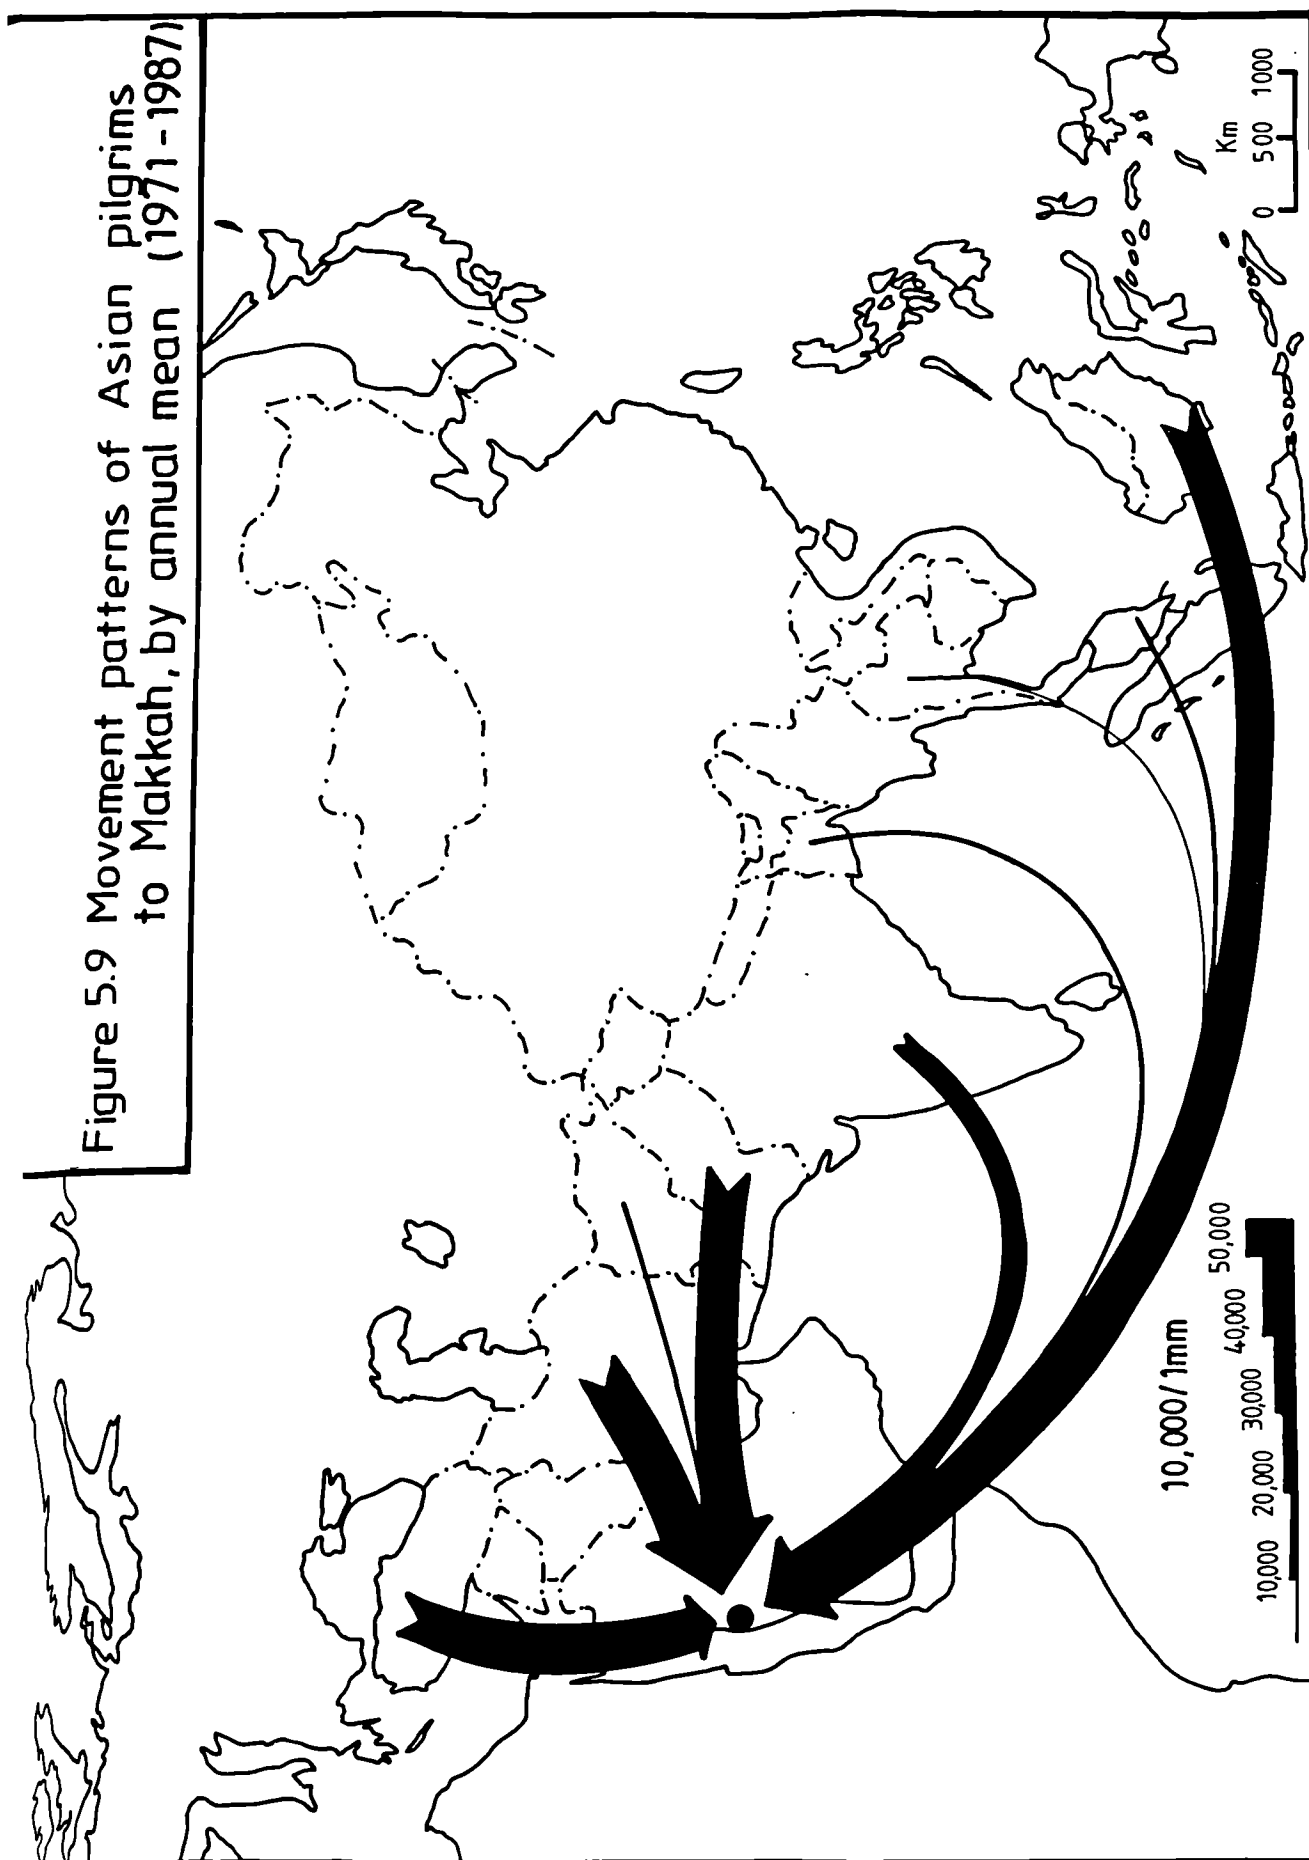 Figure 5.9 Movement patterns of Asian pilgrims
to Makkah, by annual mean (1971-1987)
10,000/1mm
10,000 20,000 30,000 40,000 50,000
Km
0 500 1000